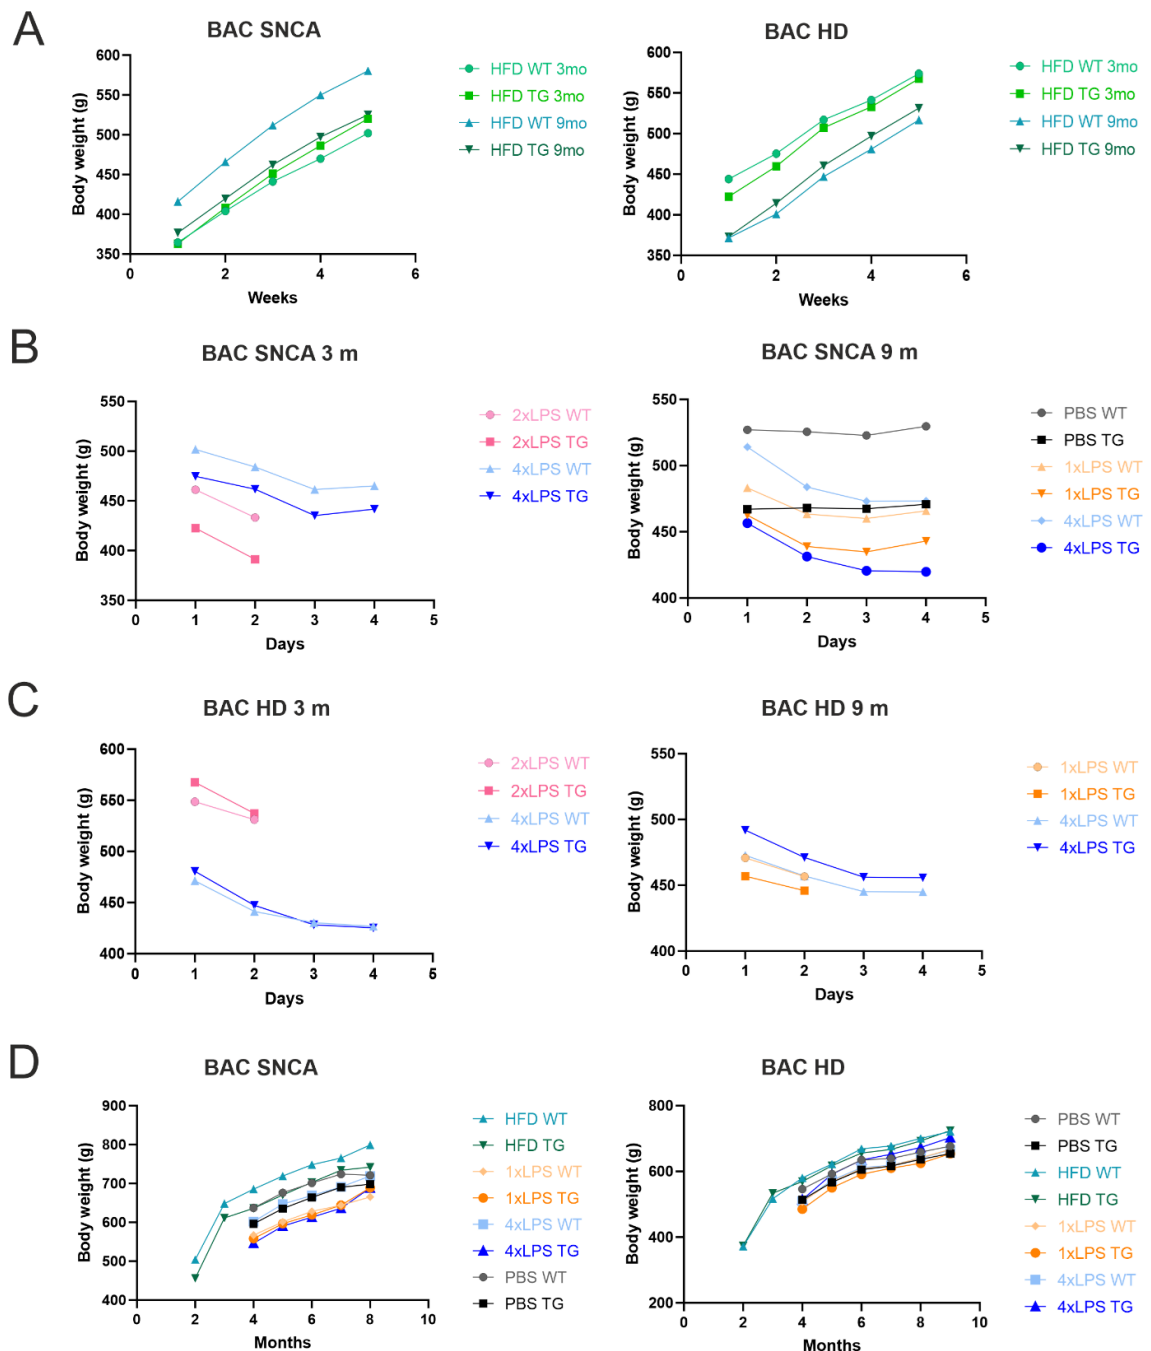 A
BAC SNCA
600
550
500
450
400
350
Body weight (g)
0
2
4
6
Weeks
HFD WT 3mo
HFD TG 3mo
HFD WT 9mo
HFD TG 9mo
BAC HD
600
550
600
450
400
350
Body weight (g)
0
2
4
6
Weeks
HFD WT 3mo
HFD TG 3mo
HFD WT 9mo
HFD TG 9mo
B
BAC SNCA 3 m
550
500
450
400
350
Body weight (g)
0
1
2
3
4
5
Days
2xLPS WT
2xLPS TG
4xLPS WT
4xLPS TG
BAC SNCA 9 m
550
500
450
400
Body weight (g)
0
1
2
3
4
5
Days
PBS WT
PBS TG
1xLPS WT
1xLPS TG
4xLPS WT
4xLPS TG
C
BAC HD 3 m
600
550
500
450
400
Body weight (g)
0
1
2
3
4
5
Days
2xLPS WT
2xLPS TG
4xLPS WT
4xLPS TG
BAC HD 9 m
550
500
450
400
Body weight (g)
0
1
2
3
4
5
Days
1xLPS WT
1xLPS TG
4xLPS WT
4xLPS TG
D
BAC SNCA
900
800
700
600
500
400
Body weight (g)
0
2
4
6
8
10
Months
HFD WT
HFD TG
1xLPS WT
1xLPS TG
4xLPS WT
4xLPS TG
PBS WT
PBS TG
BAC HD
800
600
400
200
Body weight (g)
0
2
4
6
8
10
Months
PBS WT
PBS TG
HFD WT
HFD TG
1xLPS WT
1xLPS TG
4xLPS WT
4xLPS TG